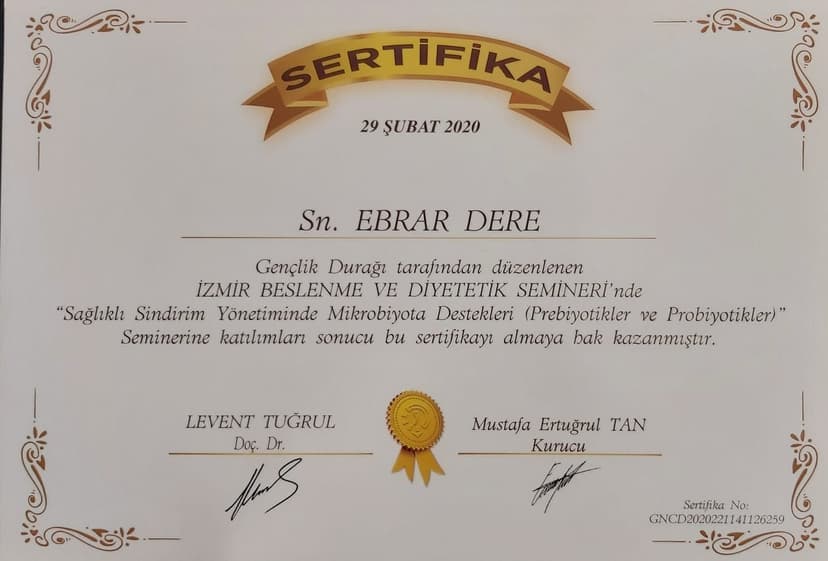 SERTİFİKA
29 ŞUBAT 2020
Sn. EBRAR DERE
Gençlik Durağı tarafından düzenlenen
İZMİR BESLENME VE DİYETETİK SEMİNERİ'nde
"Sağlıklı Sindirim Yönetiminde Mikrobiyota Destekleri (Prebiyotikler ve Probiyotikler)"
Seminerine katılımları sonucu bu sertifikayı almaya hak kazanmıştır.
LEVENT TUĞRUL
Doç. Dr.
Mustafa Ertuğrul TAN
Kurucu
Sertifika No:
GNCD2020221141126259